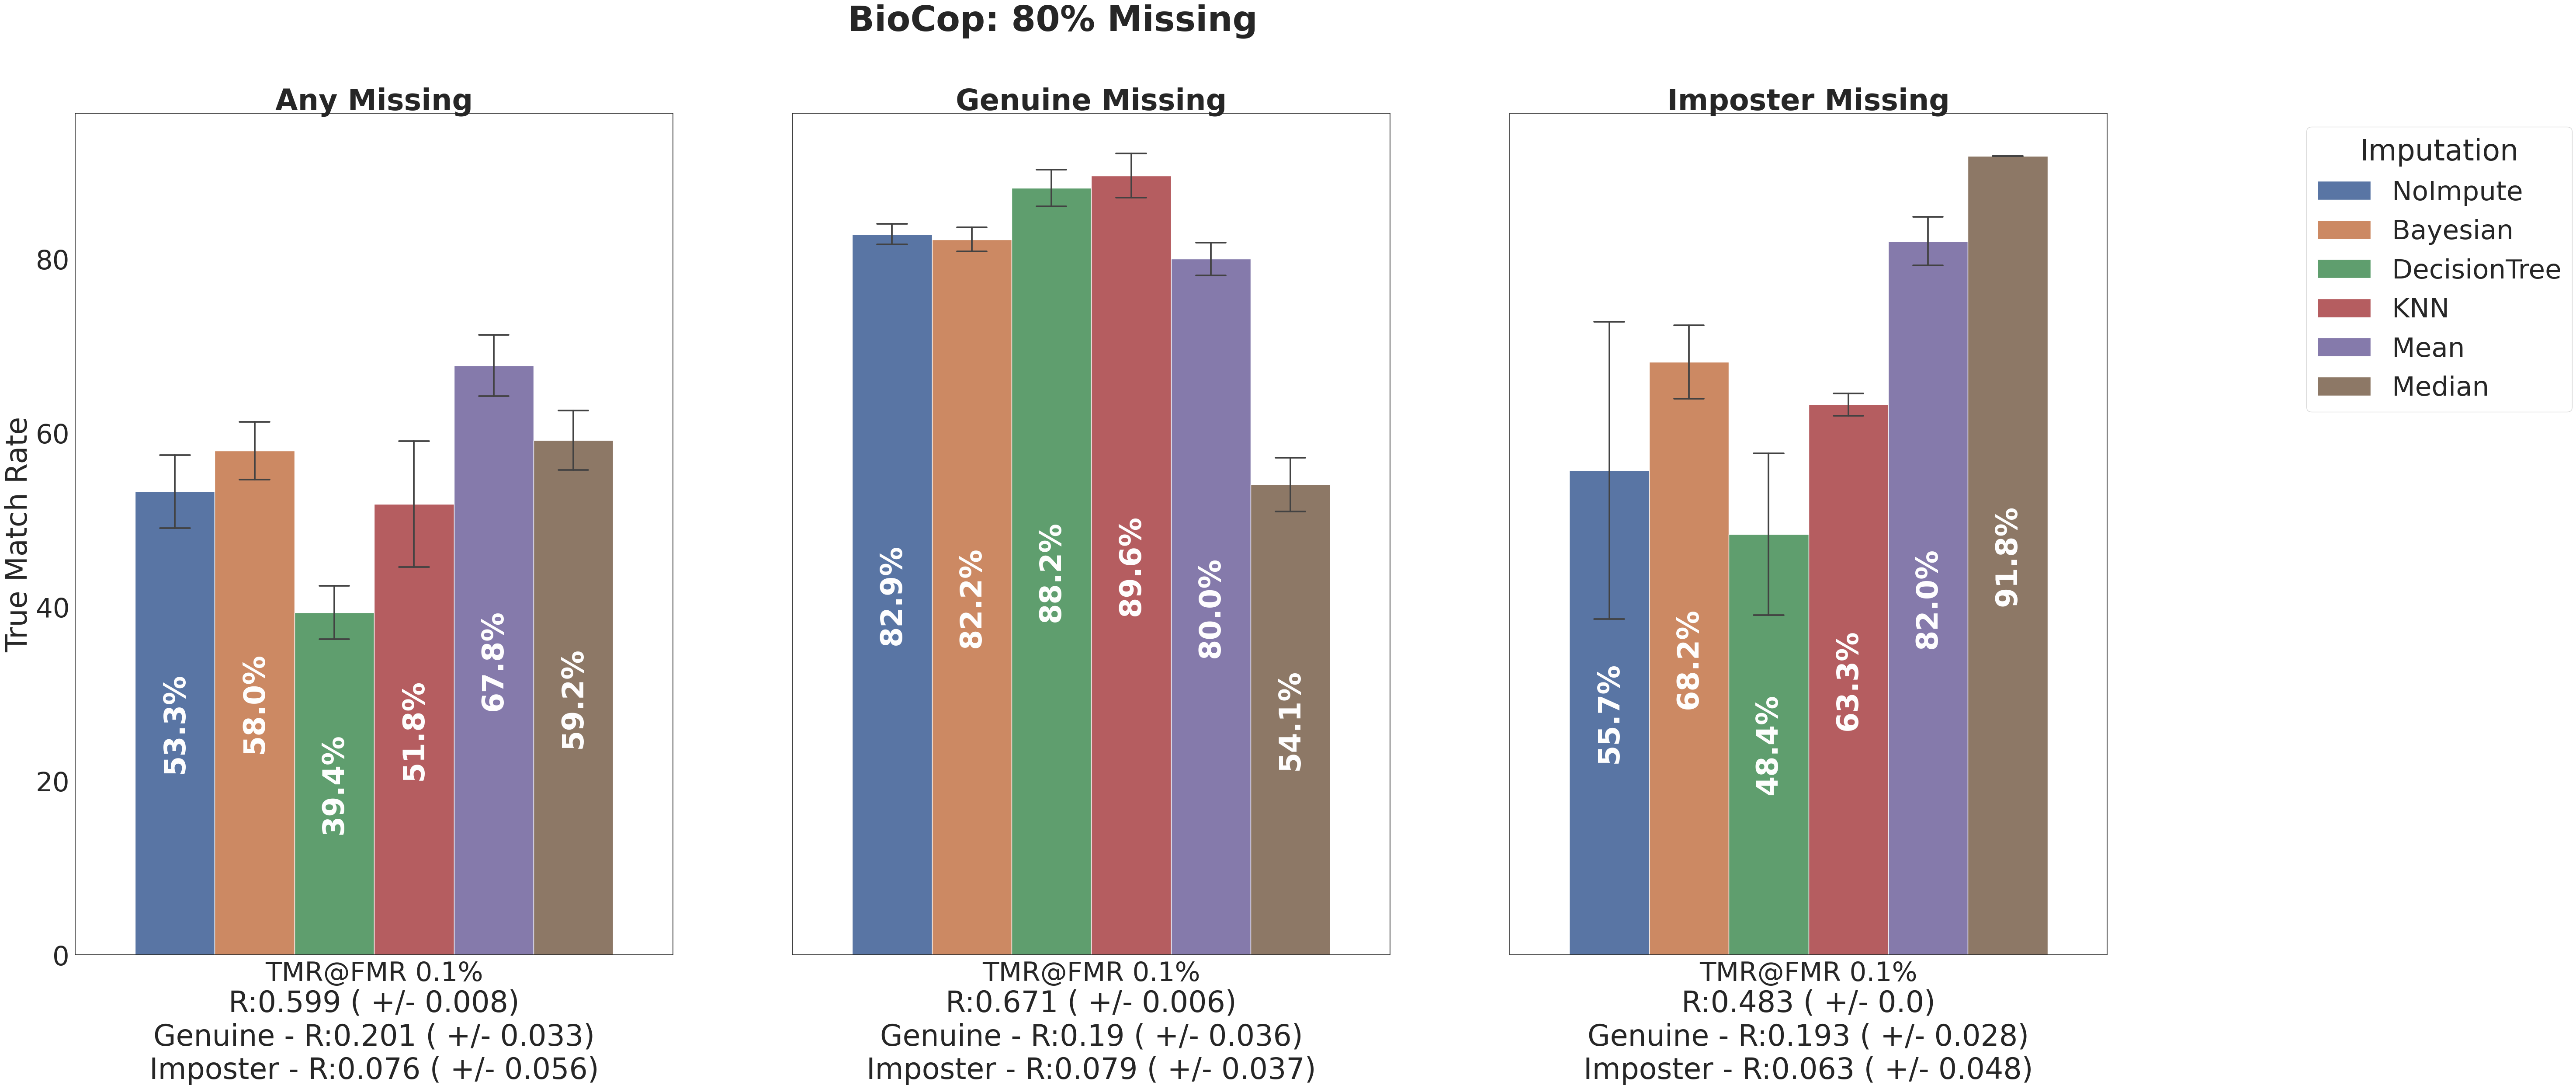 BioCop: 80% Missing
Any Missing
Genuine Missing
Imposter Missing
True Match Rate
80
60
40
20
0
53.3%
58.0%
39.4%
51.8%
67.8%
59.2%
82.9%
82.2%
88.2%
89.6%
80.0%
54.1%
55.7%
68.2%
48.4%
63.3%
82.0%
91.8%
TMR@FMR 0.1%
R:0.599 ( +/- 0.008)
Genuine - R:0.201 ( +/- 0.033)
Imposter - R:0.076 ( +/- 0.056)
TMR@FMR 0.1%
R:0.671 ( +/- 0.006)
Genuine - R:0.19 ( +/- 0.036)
Imposter - R:0.079 ( +/- 0.037)
TMR@FMR 0.1%
R:0.483 ( +/- 0.0)
Genuine - R:0.193 ( +/- 0.028)
Imposter - R:0.063 ( +/- 0.048)
Imputation
NoImpute
Bayesian
DecisionTree
KNN
Mean
Median